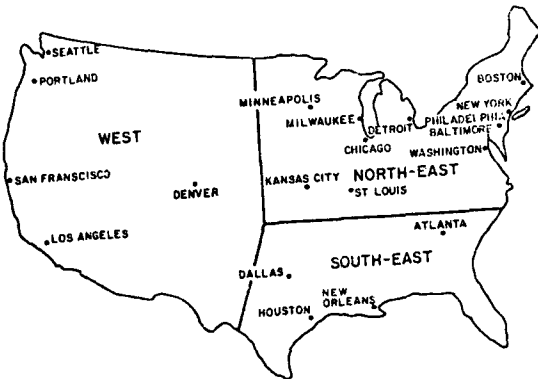 SEATTLE
PORTLAND
WEST
SAN FRANSCISCO
DENVER
LOS ANGELES
MINNEAPOLIS
MILWAUKEE
DETROIT
CHICAGO
BOSTON
NEW YORK
PHILADELPHIA
BALTIMORE
WASHINGTON
KANSAS CITY
NORTH-EAST
ST LOUIS
ATLANTA
SOUTH-EAST
DALLAS
NEW
ORLEANS
HOUSTON